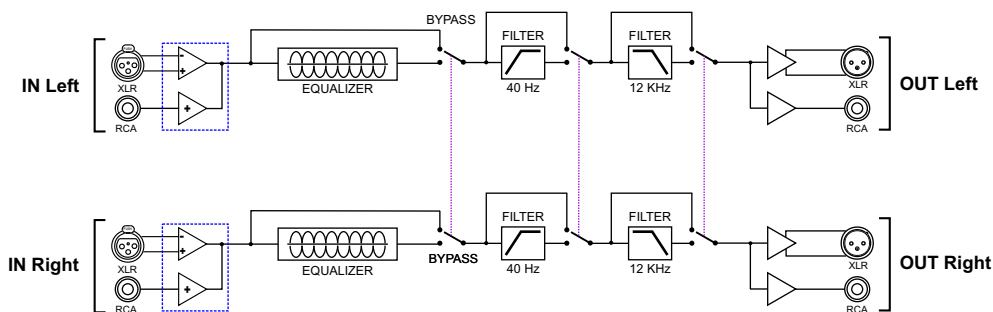 BYPASS
FILTER
FILTER
IN Left
XLR
EQUALIZER
40 Hz
12 KHz
XLR
OUT Left
RCA
RCA
FILTER
FILTER
IN Right
XLR
EQUALIZER
BYPASS
40 Hz
12 KHz
XLR
OUT Right
RCA
RCA